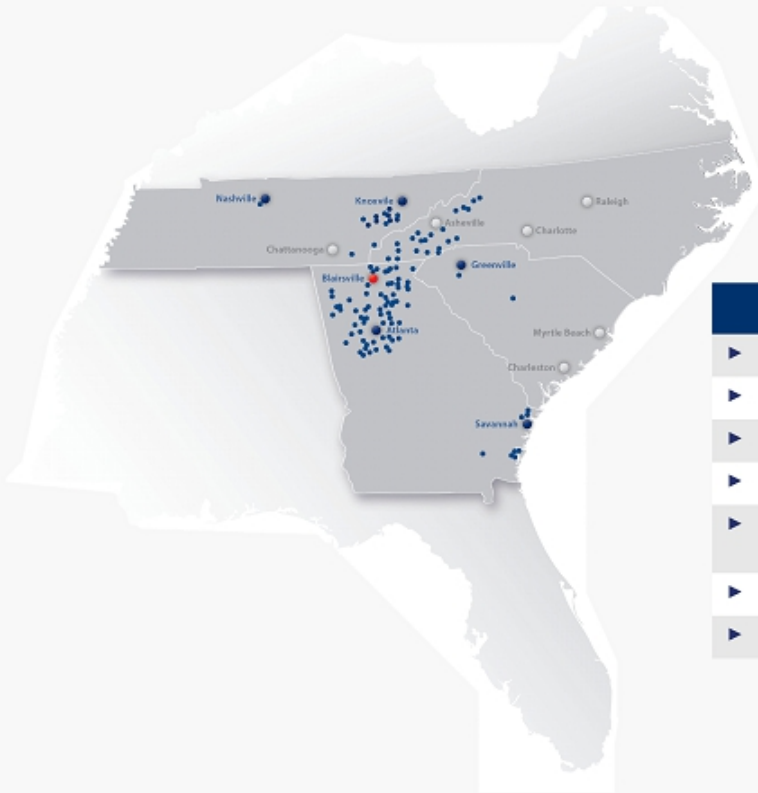 Nashville
Knoxville
Raleigh
Asheville
Charlotte
Chattanooga
Greenville
Blairsville
Atlanta
Myrtle Beach
Charleston
Savannah